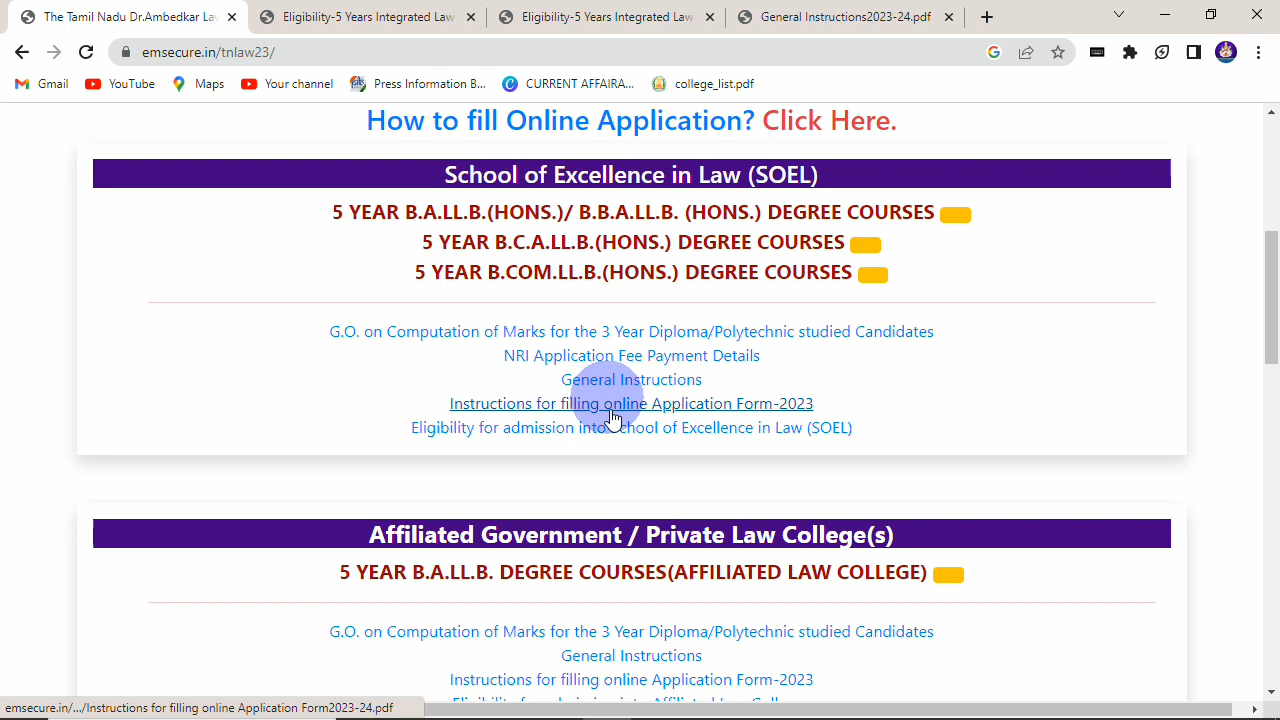 The Tamil Nadu Dr.Ambedkar La
Eligibility-5 Years Integrated Law
Eligibility-5 Years Integrated Law
General Instructions2023-24.pdf
emsecure.in/tnlaw23/
Gmail
YouTube
Maps
Your channel
Press Information B...
CURRENT AFFAIRA...
college_list.pdf
How to fill Online Application? Click Here.
School of Excellence in Law (SOEL)
5 YEAR B.A.LL.B.(HONS.)/ B.B.A.LL.B. (HONS.) DEGREE COURSES
5 YEAR B.C.A.LL.B.(HONS.) DEGREE COURSES
5 YEAR B.COM.LL.B.(HONS.) DEGREE COURSES
G.O. on Computation of Marks for the 3 Year Diploma/Polytechnic studied Candidates
NRI Application Fee Payment Details
General Instructions
Instructions for filling online Application Form-2023
Eligibility for admission into School of Excellence in Law (SOEL)
Affiliated Government / Private Law College(s)
5 YEAR B.A.LL.B. DEGREE COURSES(AFFILIATED LAW COLLEGE)
G.O. on Computation of Marks for the 3 Year Diploma/Polytechnic studied Candidates
General Instructions
Instructions for filling online Application Form-2023
emsecure.in/.../Instructions for filling online Application Form2023-24.pdf